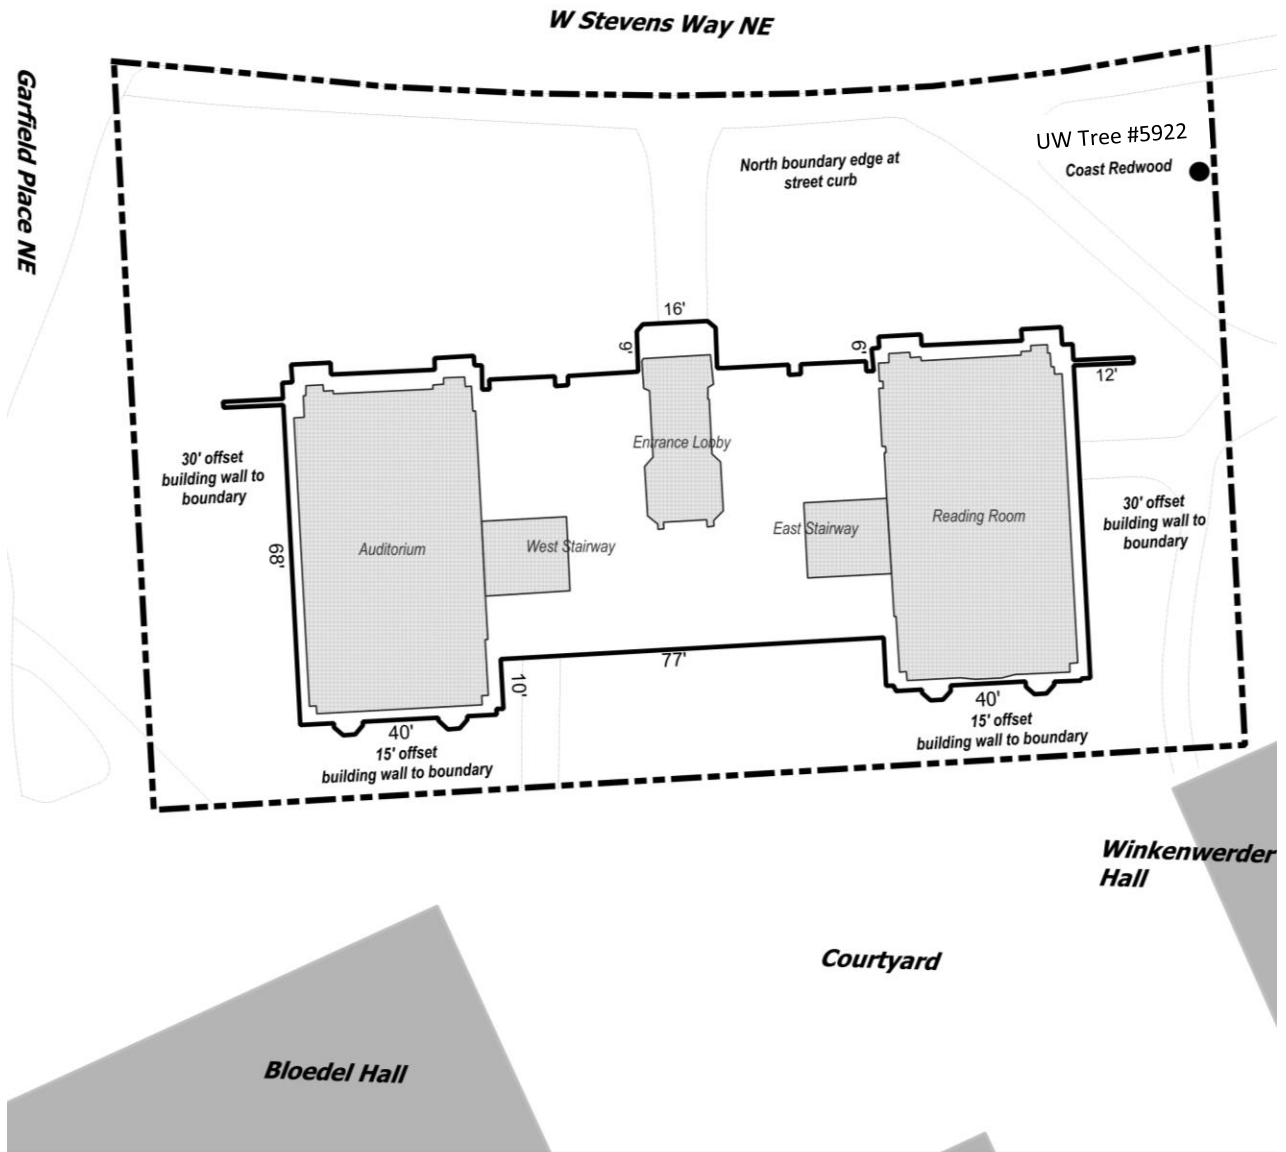 W Stevens Way NE
Garfield Place NE
UW Tree #5922
Coast Redwood
North boundary edge at
street curb
16'
9'
9'
12'
Entrance Lobby
30' offset
building wall to
boundary
30' offset
building wall to
boundary
Reading Room
East Stairway
West Stairway
Auditorium
68'
77'
10'
40'
15' offset
building wall to boundary
40'
15' offset
building wall to boundary
Winkenwerder
Hall
Courtyard
Bloedel Hall